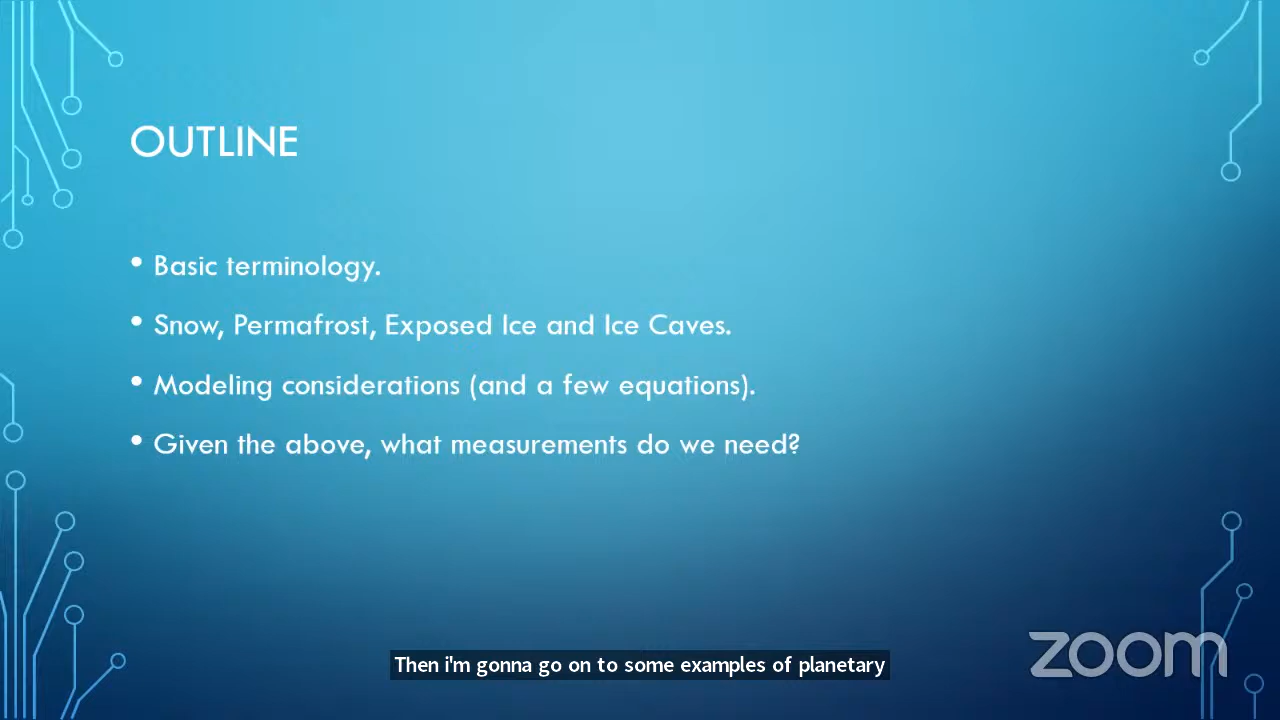 OUTLINE
• Basic terminology.
• Snow, Permafrost, Exposed Ice and Ice Caves.
• Modeling considerations (and a few equations).
• Given the above, what measurements do we need?
Then i'm gonna go on to some examples of planetary
zoom